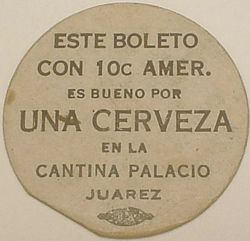 ESTE BOLETO
CON 10C AMER.
ES BUENO POR
UNA CERVEZA
EN LA
CANTINA PALACIO
JUAREZ